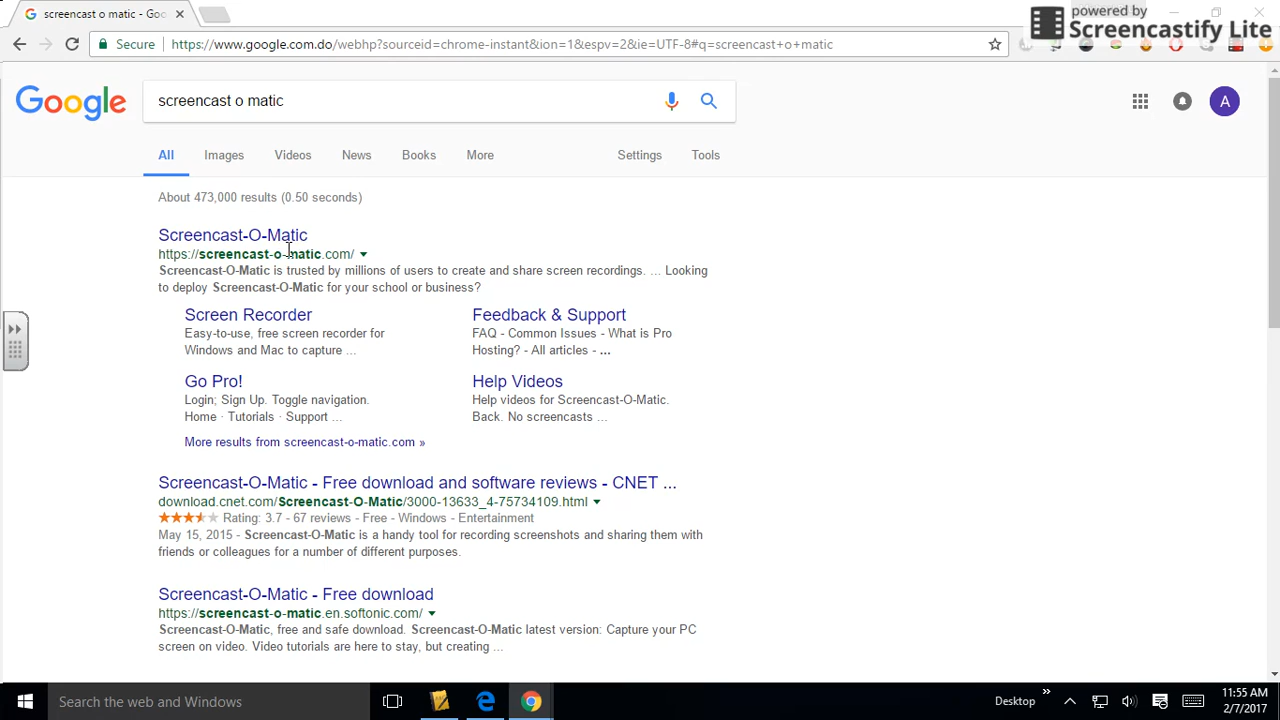 powered by
Screencastify Lite
screencast o matic - Goo
Secure
https://www.google.com.do/webhp?sourceid=chrome-instant&ion=1&espv=2&ie=UTF-8#q=screencast+o+matic
Google
screencast o matic
A
All Images Videos News Books More Settings Tools
About 473,000 results (0.50 seconds)
Screencast-O-Matic
https://screencast-o-matic.com/
Screencast-O-Matic is trusted by millions of users to create and share screen recordings. ... Looking
to deploy Screencast-O-Matic for your school or business?
Screen Recorder
Easy-to-use, free screen recorder for
Windows and Mac to capture ...
Feedback & Support
FAQ - Common Issues - What is Pro
Hosting? - All articles - ...
Go Pro!
Login; Sign Up. Toggle navigation.
Home · Tutorials · Support ...
Help Videos
Help videos for Screencast-O-Matic.
Back. No screencasts ...
More results from screencast-o-matic.com »
Screencast-O-Matic - Free download and software reviews - CNET ...
download.cnet.com/Screencast-O-Matic/3000-13633_4-75734109.html
Rating: 3.7 - 67 reviews - Free - Windows - Entertainment
May 15, 2015 - Screencast-O-Matic is a handy tool for recording screenshots and sharing them with
friends or colleagues for a number of different purposes.
Screencast-O-Matic - Free download
https://screencast-o-matic.en.softonic.com/
Screencast-O-Matic, free and safe download. Screencast-O-Matic latest version: Capture your PC
screen on video. Video tutorials are here to stay, but creating ...
Search the web and Windows
Desktop
11:55 AM
2/7/2017